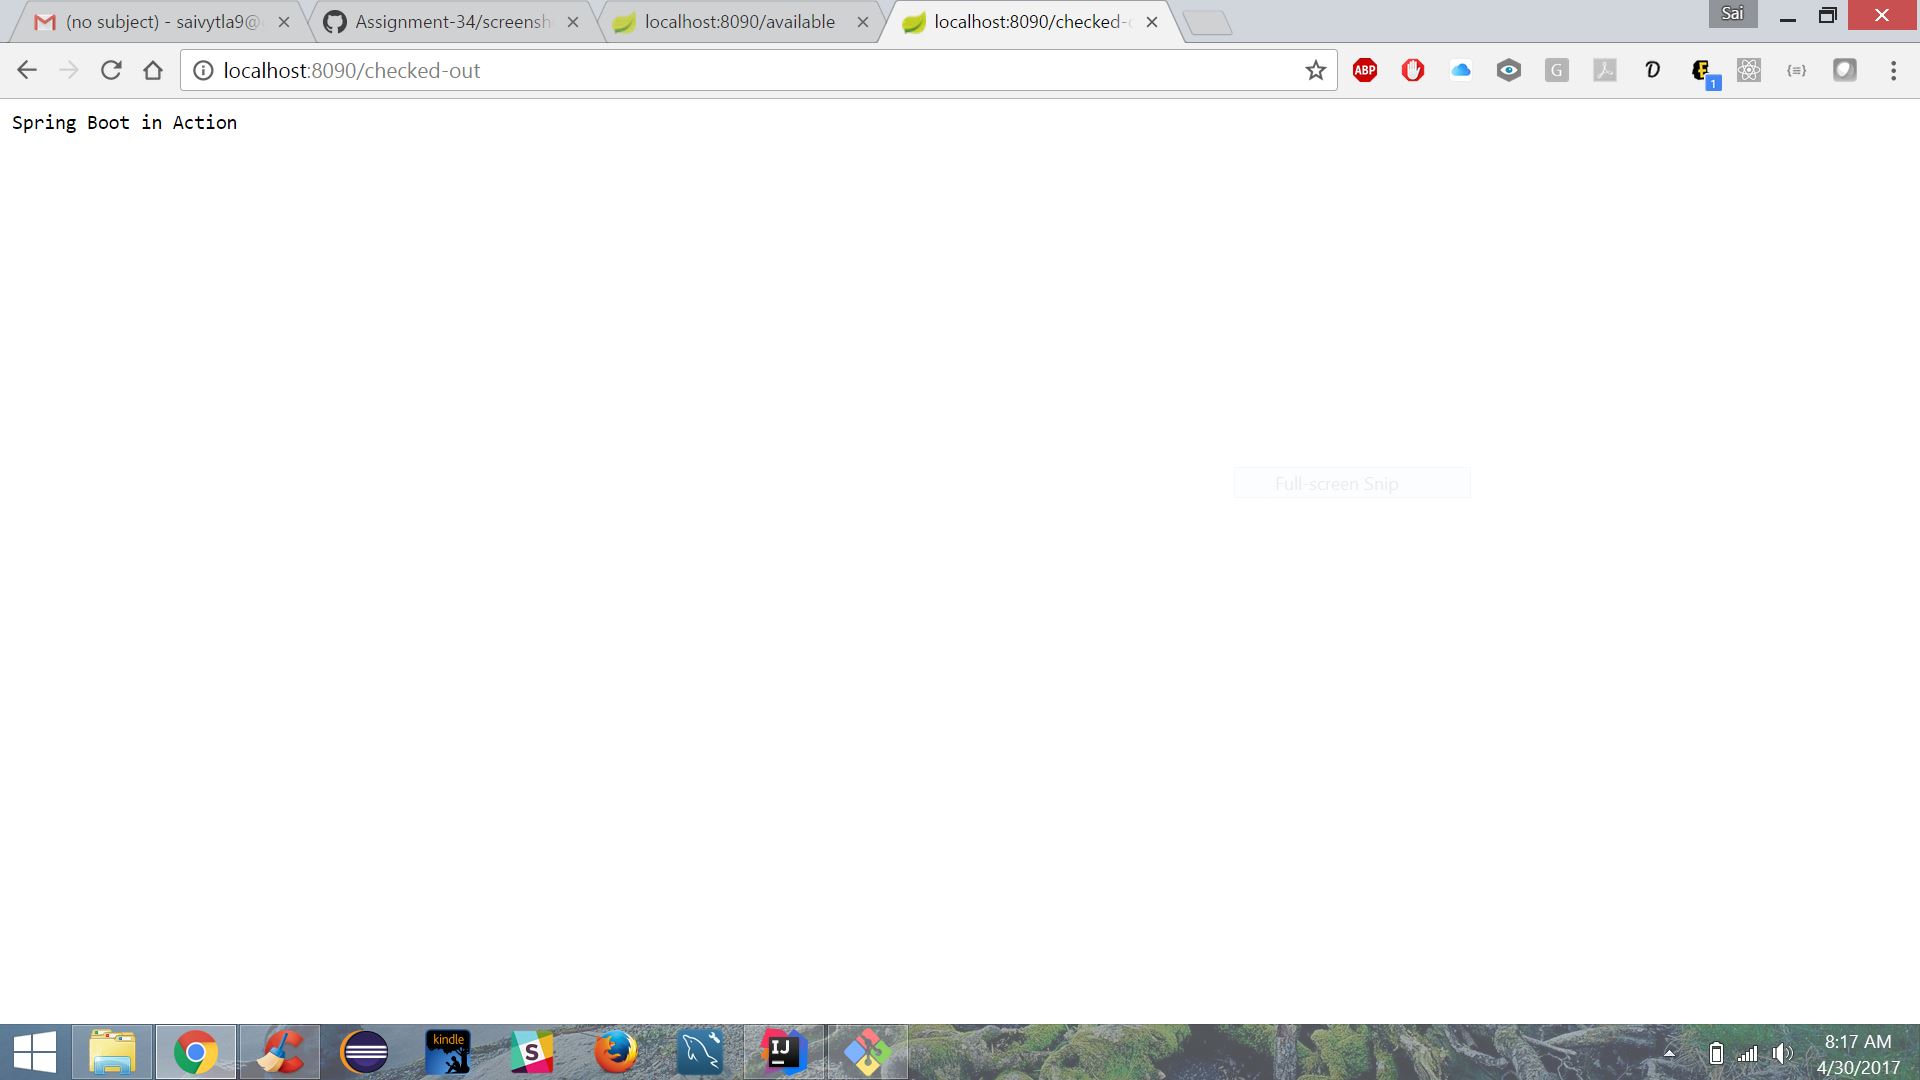 (no subject) - saivytla9@
Assignment-34/screensh
localhost:8090/available
localhost:8090/checked-
Sai
localhost:8090/checked-out
ABP
G
1
Spring Boot in Action
Full-screen Snip
kindle
S
IJ
8:17 AM
4/30/2017